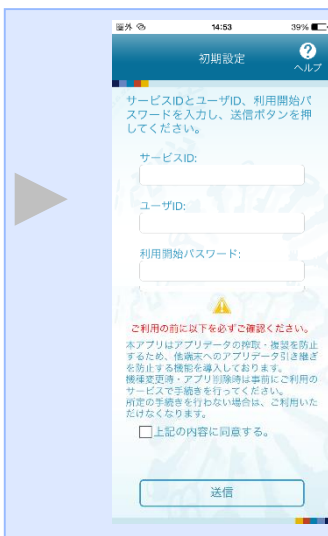 圏外
14:53
39%
初期設定
?
ヘルプ
サービスIDとユーザID、利用開始パ
スワードを入力し、送信ボタンを押
してください。
サービスID:
ユーザID:
利用開始パスワード:
ご利用の前に以下を必ずご確認ください。
本アプリはアプリデータの搾取・複製を防止
するため、他端末へのアプリデータ引き継ぎ
を防止する機能を導入しております。
機種変更時・アプリ削除時は事前にご利用の
サービスで手続きを行ってください。
所定の手続きを行わない場合は、ご利用いた
だけなくなります。
上記の内容に同意する。
送信